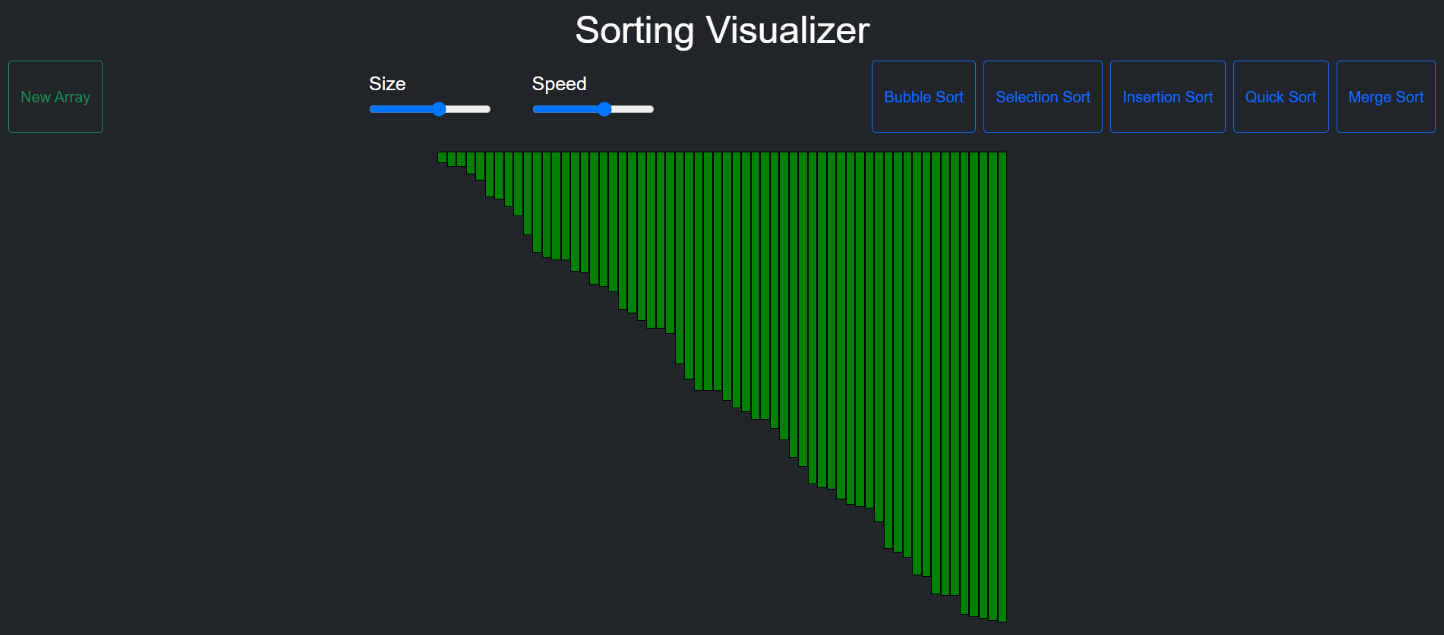 Sorting Visualizer
New Array
Size
Speed
Bubble Sort
Selection Sort
Insertion Sort
Quick Sort
Merge Sort